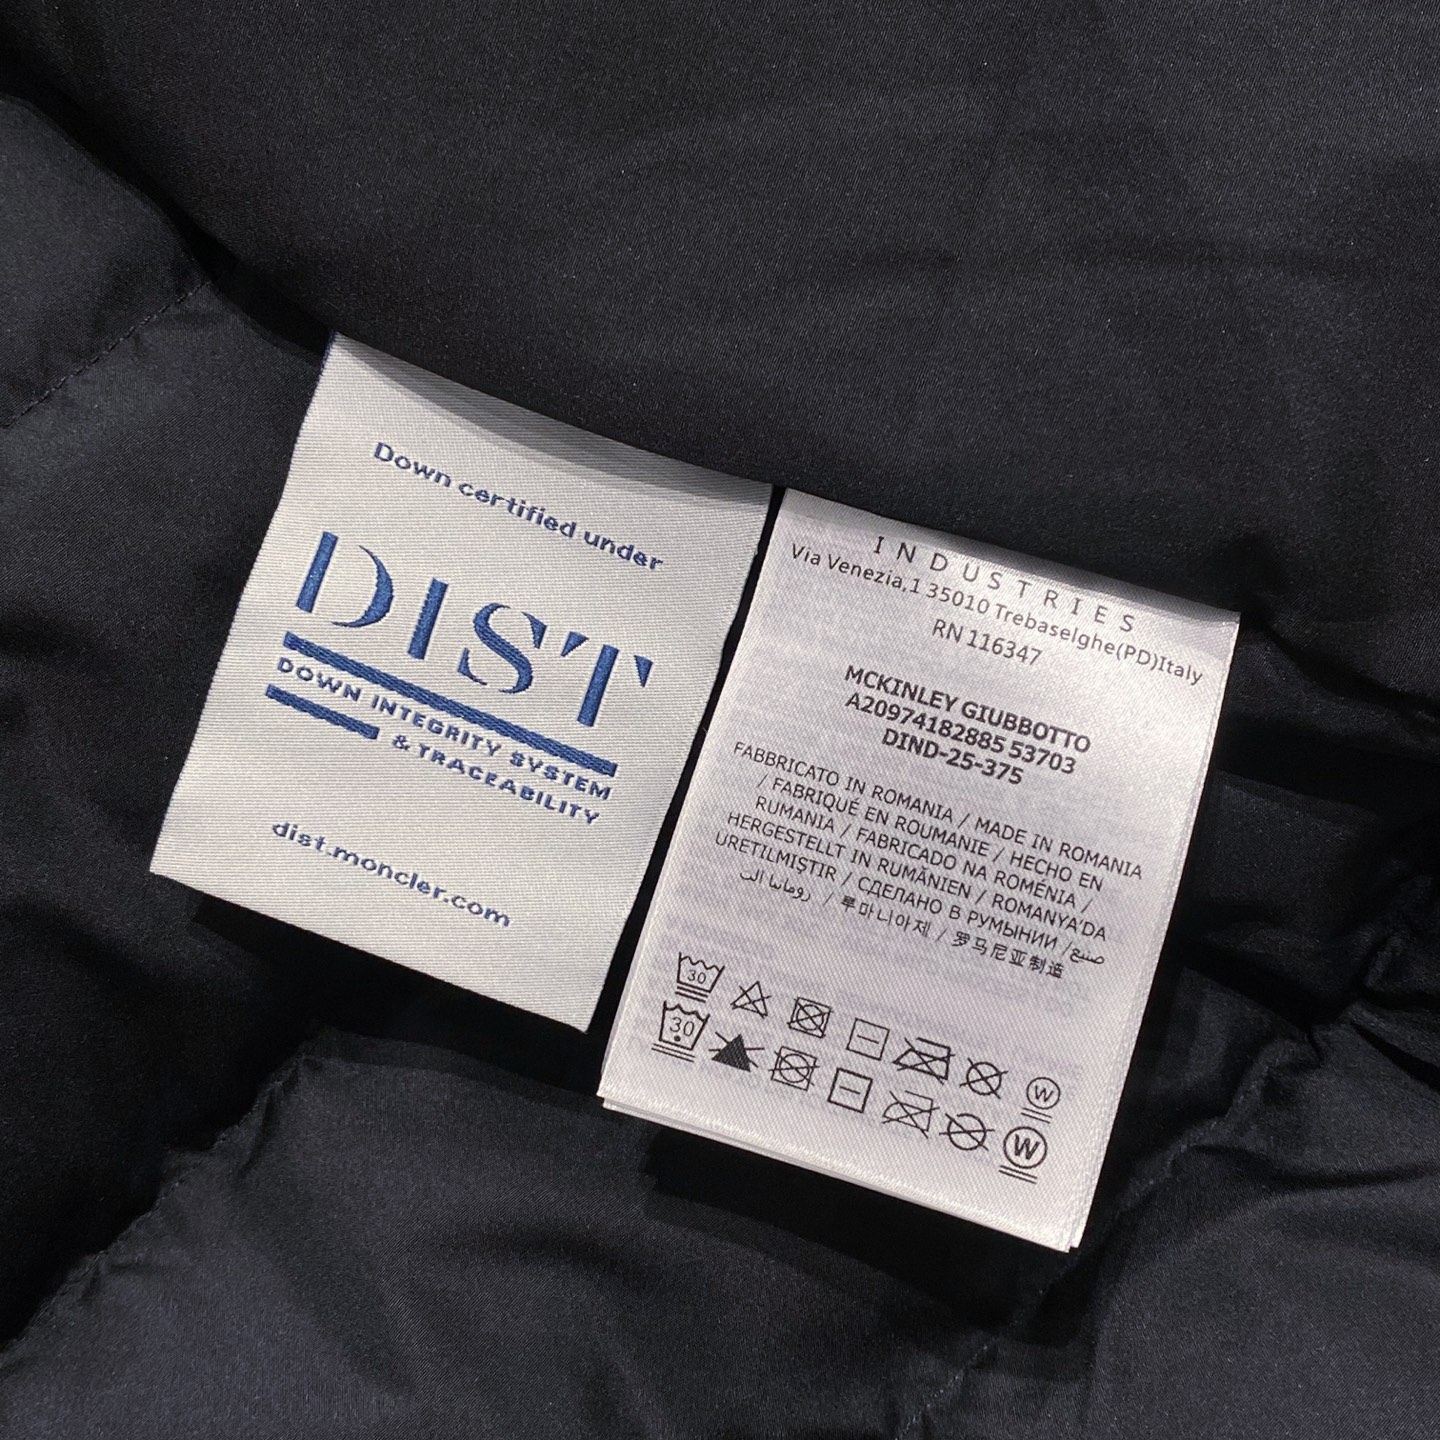 Down certified under
DIST
DOWN INTEGRITY SYSTEM
& TRACEABILITY
dist.moncler.com
INDUSTRIES
Via Venezia,1 35010 Trebaselghe(PD)Italy
RN 116347
MCKINLEY GIUBBOTTO
A20974182885 53703
DIND-25-375
FABBRICATO IN ROMANIA / MADE IN ROMANIA
/ FABRIQUÉ EN ROUMANIE / HECHO EN
RUMANIA / FABRICADO NA ROMÉNIA /
HERGESTELLT IN RUMÄNIEN / ROMANYA'DA
URETILMIŞTIR / СДЕЛАНО В РУМЫНИИ /صنيع
رومانيا الت / 루마니아제 / 罗马尼亚制造
30
30
W
W